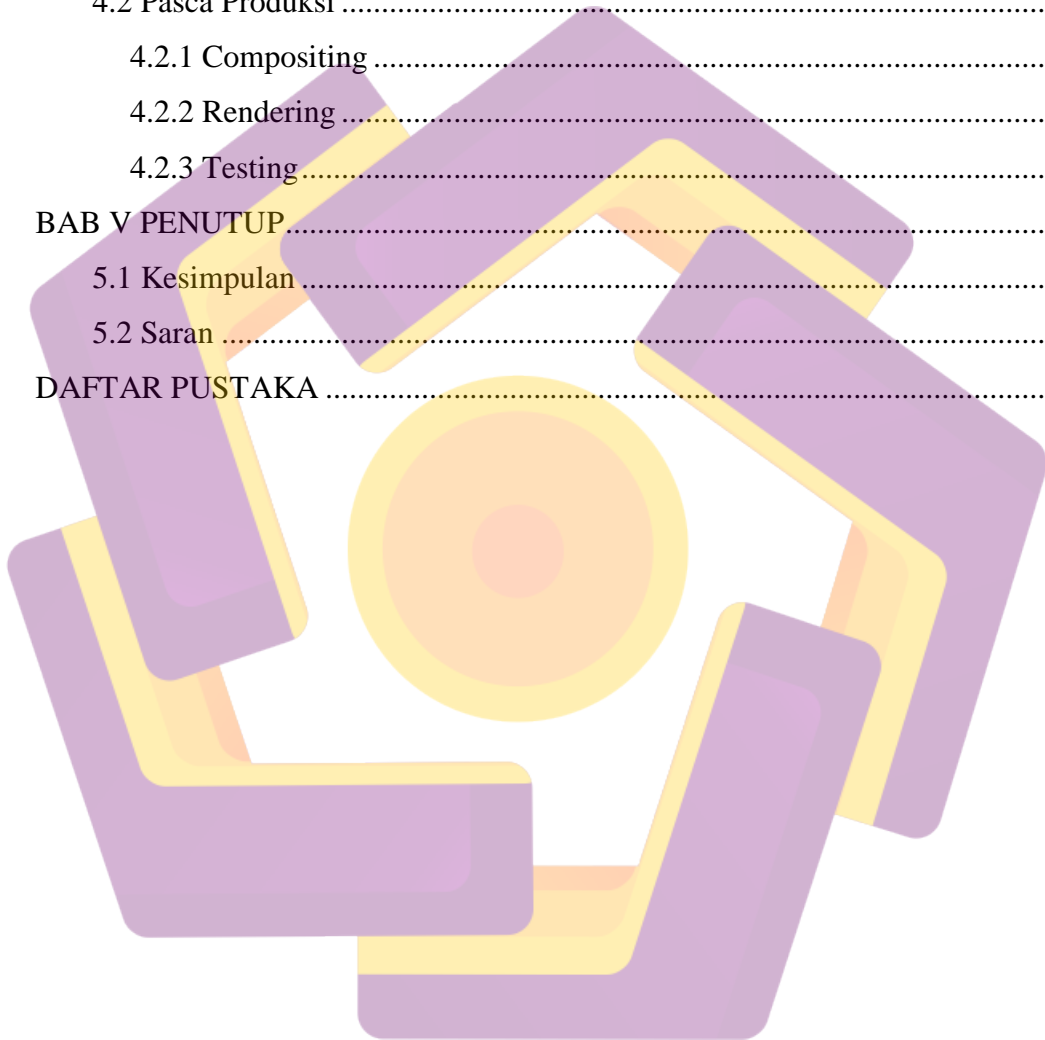 4.2 Pasca Produksi ........................................................................
4.2.1 Compositing ....................................................................
4.2.2 Rendering ........................................................................
4.2.3 Testing ..............................................................................
BAB V PENUTUP ..............................................................................
5.1 Kesimpulan ............................................................................
5.2 Saran ......................................................................................
DAFTAR PUSTAKA ........................................................................